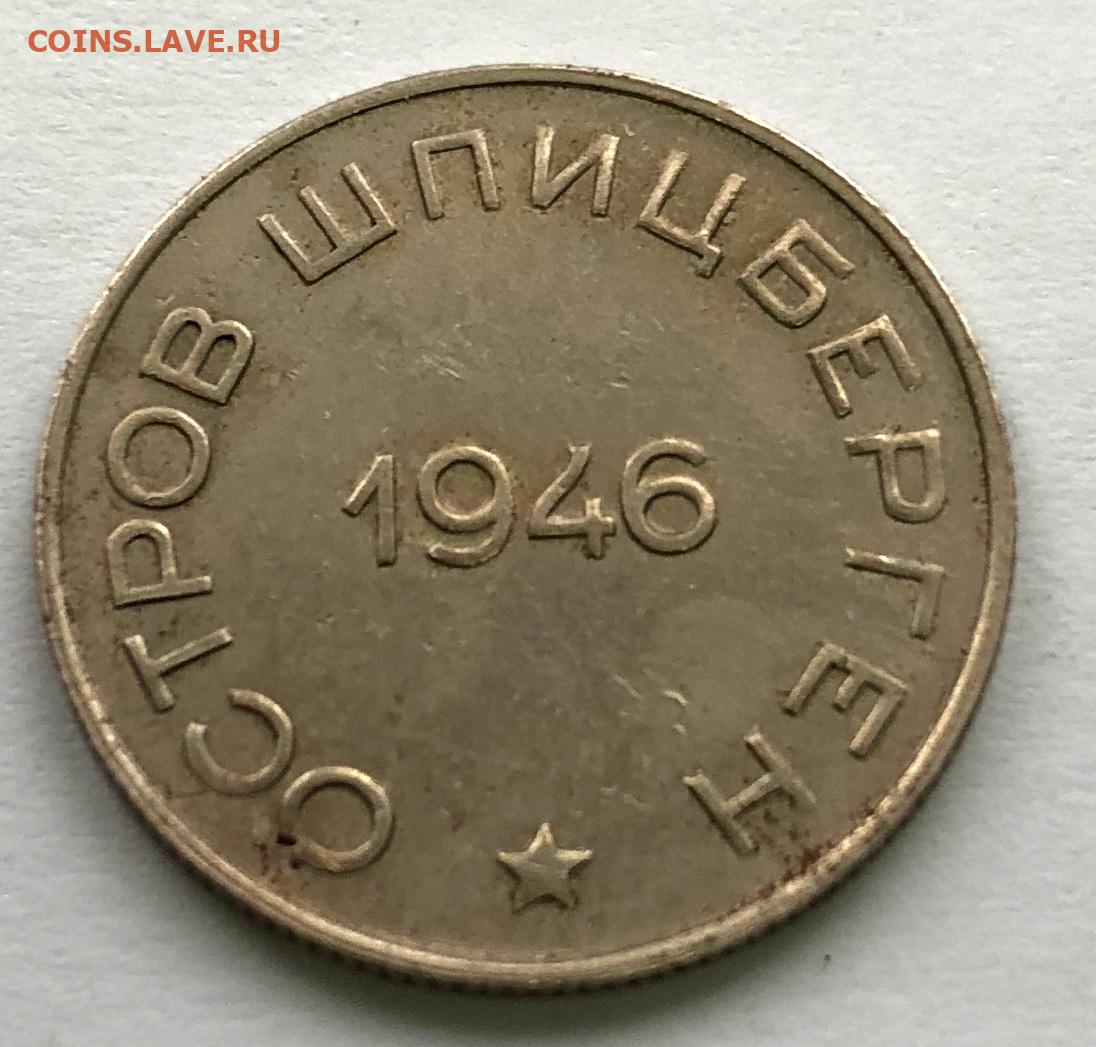 COINS.LAVE.RU
ОСТРОВ ШПИЦБЕРГЕН
1946